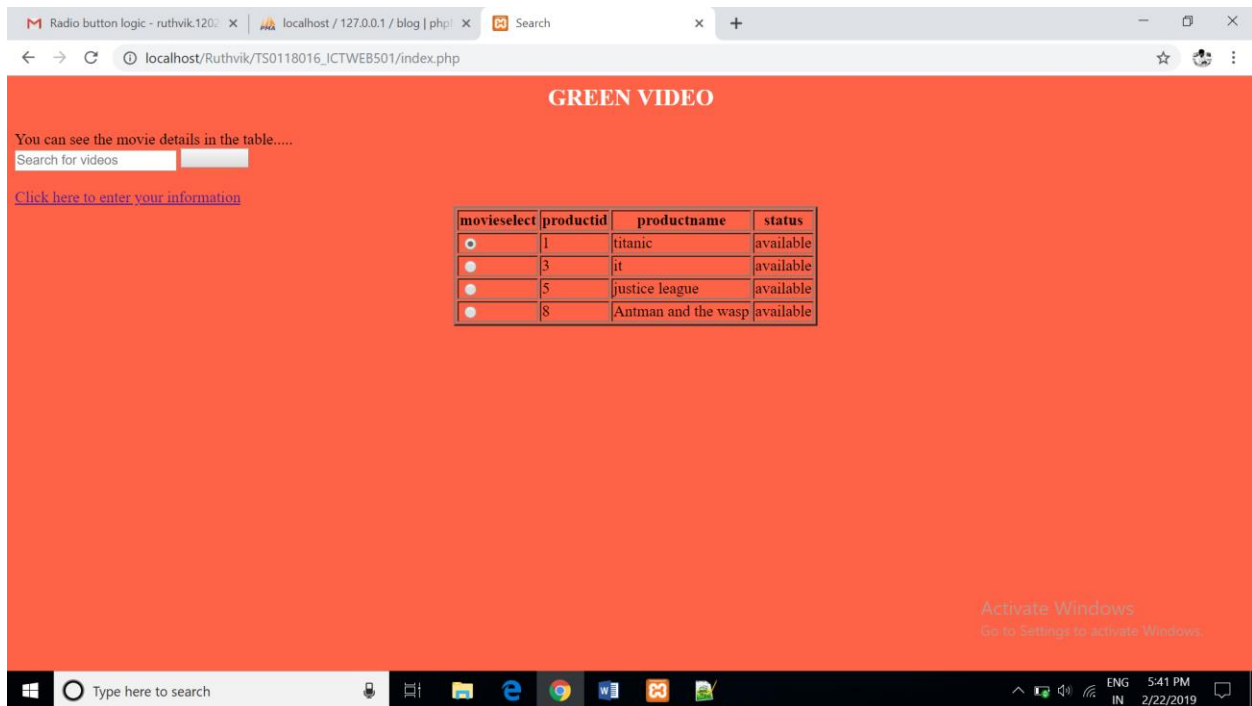 Radio button logic - ruthvik.1202
localhost / 127.0.0.1 / blog | php
Search
localhost/Ruthvik/TS0118016_ICTWEB501/index.php
GREEN VIDEO
You can see the movie details in the table.....
Search for videos
Click here to enter your information
movieselect productid productname status
1 titanic available
3 it available
5 justice league available
8 Antman and the wasp available
Activate Windows
Go to Settings to activate Windows.
Type here to search
ENG 5:41 PM
IN 2/22/2019